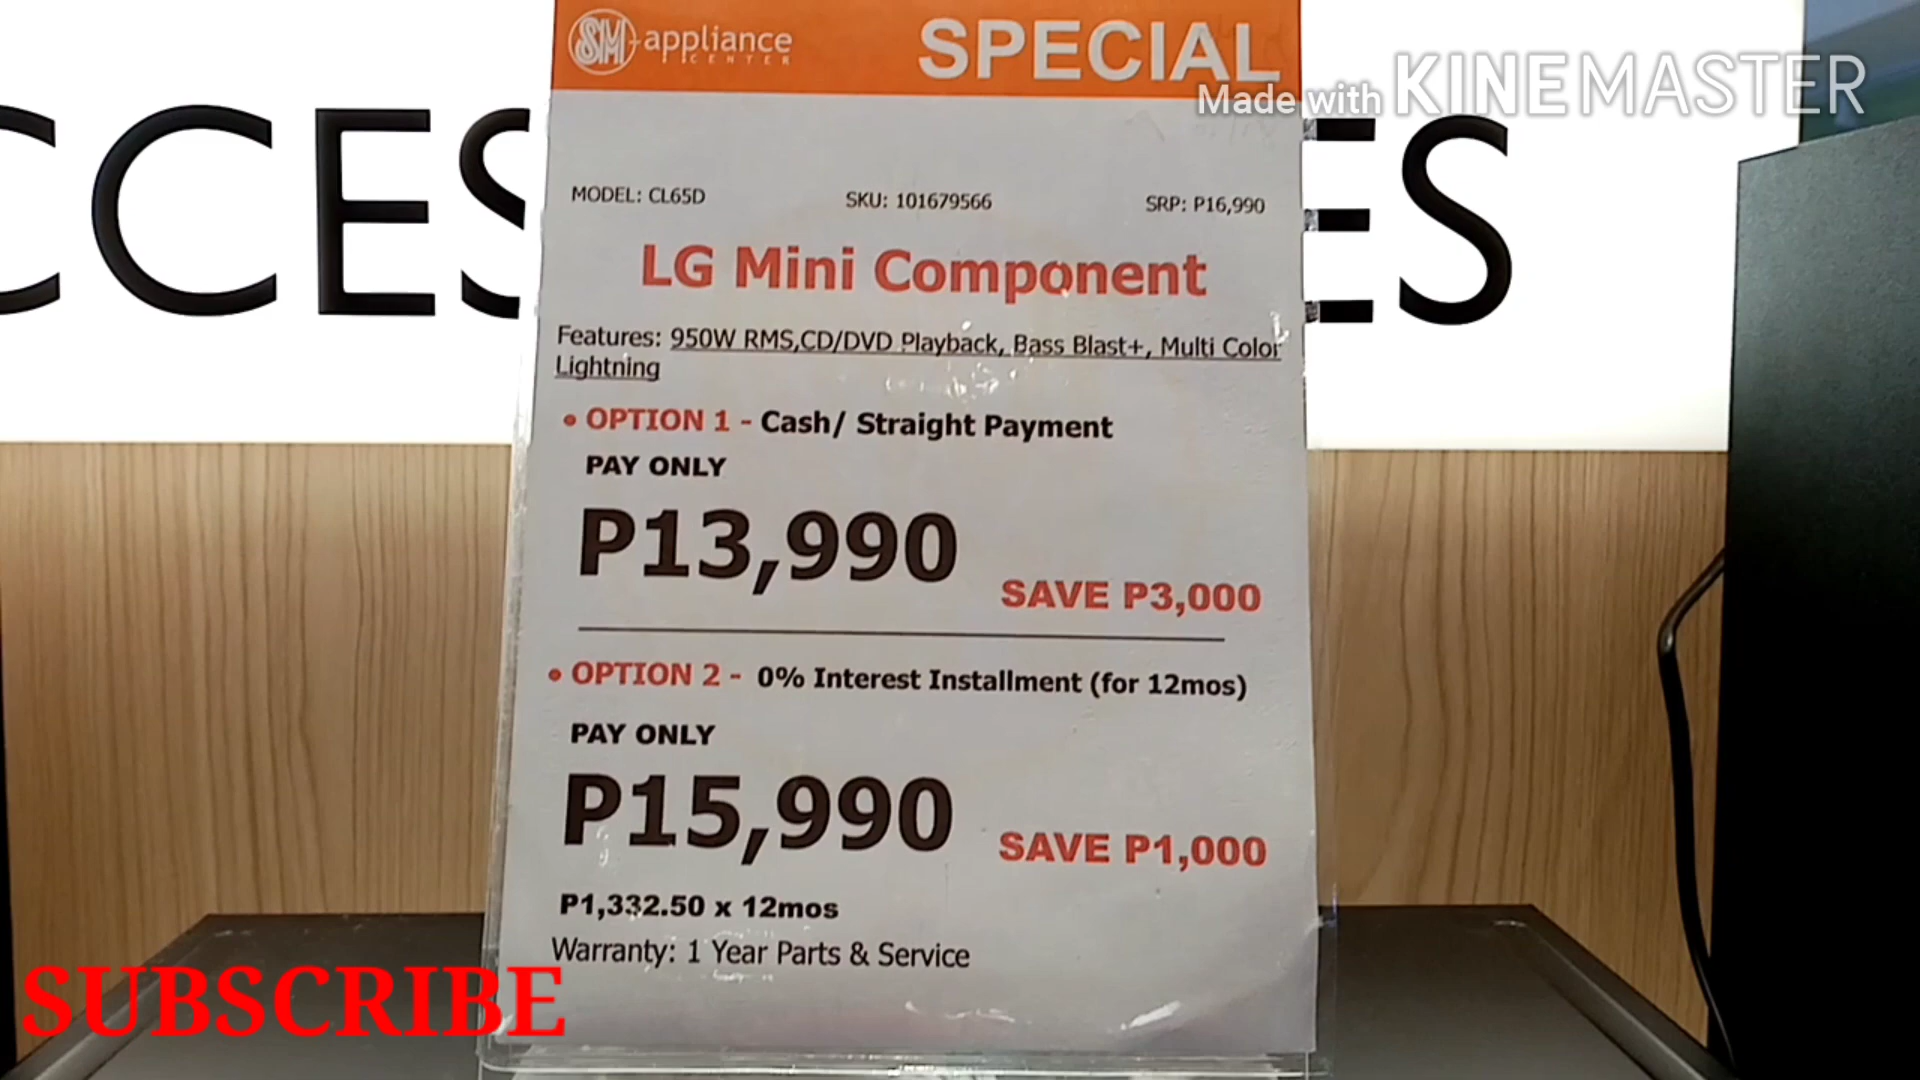 SM appliance
CENTER
SPECIAL
Made with KINEMASTER
CCES
ES
MODEL: CL65D
SKU: 101679566
SRP: P16,990
LG Mini Component
Features: 950W RMS,CD/DVD Playback, Bass Blast+, Multi Color
Lightning
• OPTION 1 - Cash/ Straight Payment
PAY ONLY
P13,990
SAVE P3,000
• OPTION 2 - 0% Interest Installment (for 12mos)
PAY ONLY
P15,990
SAVE P1,000
P1,332.50 x 12mos
Warranty: 1 Year Parts & Service
SUBSCRIBE